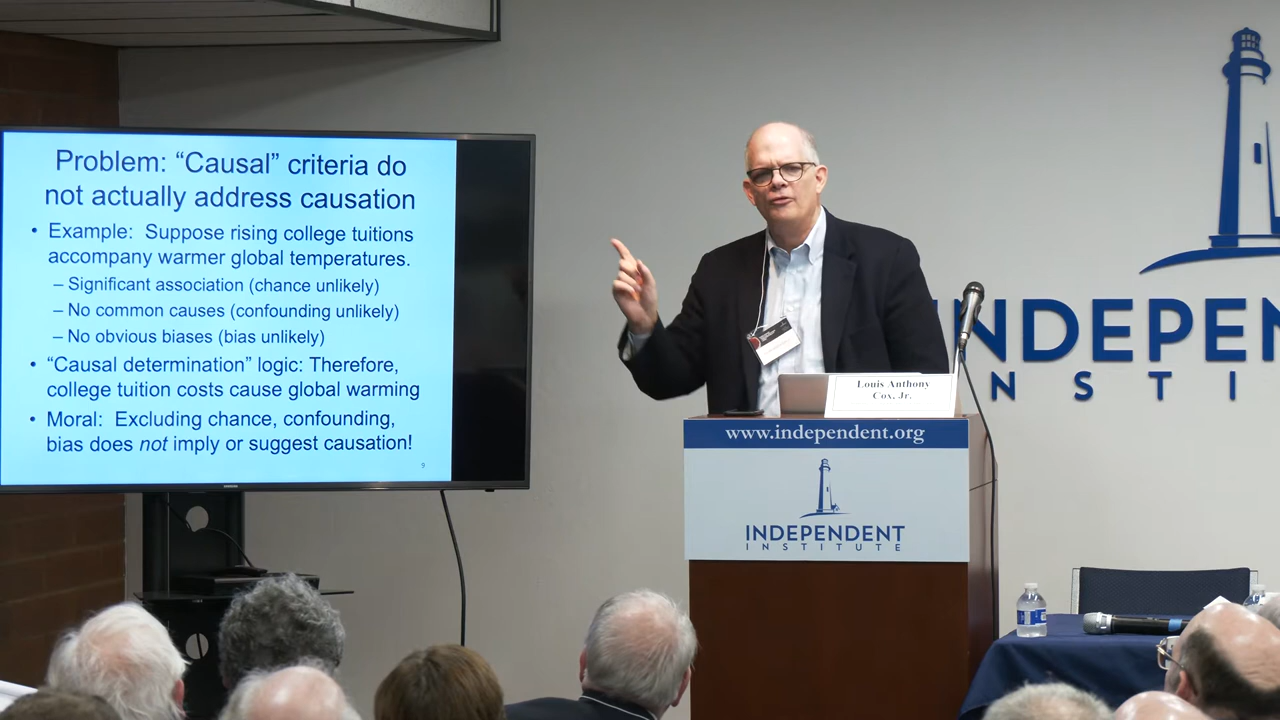 Problem: “Causal” criteria do
not actually address causation
• Example: Suppose rising college tuitions
accompany warmer global temperatures.
– Significant association (chance unlikely)
– No common causes (confounding unlikely)
– No obvious biases (bias unlikely)
• “Causal determination” logic: Therefore,
college tuition costs cause global warming
• Moral: Excluding chance, confounding,
bias does not imply or suggest causation!
9
Louis Anthony
Cox, Jr.
www.independent.org
INDEPENDENT
INSTITUTE
INDEPEN
NSTI